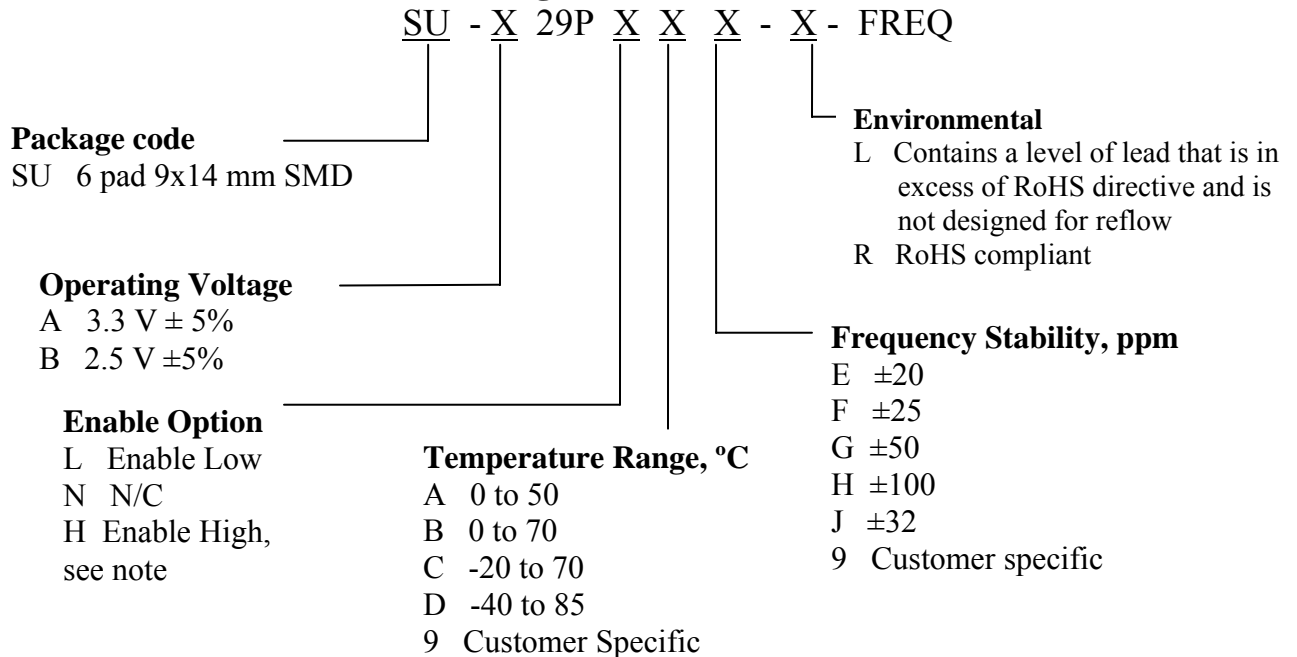 SU - X 29P X X X - X - FREQ
Package code
SU 6 pad 9x14 mm SMD
Operating Voltage
A 3.3 V ± 5%
B 2.5 V ±5%
Enable Option
L Enable Low
N N/C
H Enable High,
see note
Temperature Range, ºC
A 0 to 50
B 0 to 70
C -20 to 70
D -40 to 85
9 Customer Specific
Environmental
L Contains a level of lead that is in
excess of RoHS directive and is
not designed for reflow
R RoHS compliant
Frequency Stability, ppm
E ±20
F ±25
G ±50
H ±100
J ±32
9 Customer specific